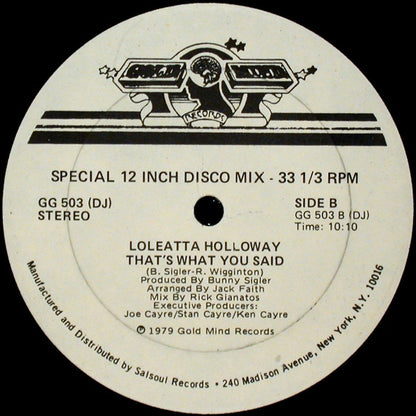 GOLD MIND
RECORDS
SPECIAL 12 INCH DISCO MIX - 33 1/3 RPM
GG 503 (DJ)
STEREO
SIDE B
GG 503 B (DJ)
Time: 10:10
LOLEATTA HOLLOWAY
THAT'S WHAT YOU SAID
(B. Sigler-R. Wigginton)
Produced By Bunny Sigler
Arranged By Jack Faith
Mix By Rick Gianatos
Executive Producers:
Joe Cayre/Stan Cayre/Ken Cayre
℗ 1979 Gold Mind Records
Manufactured and Distributed by Salsoul Records • 240 Madison Avenue, New York, N.Y. 10016